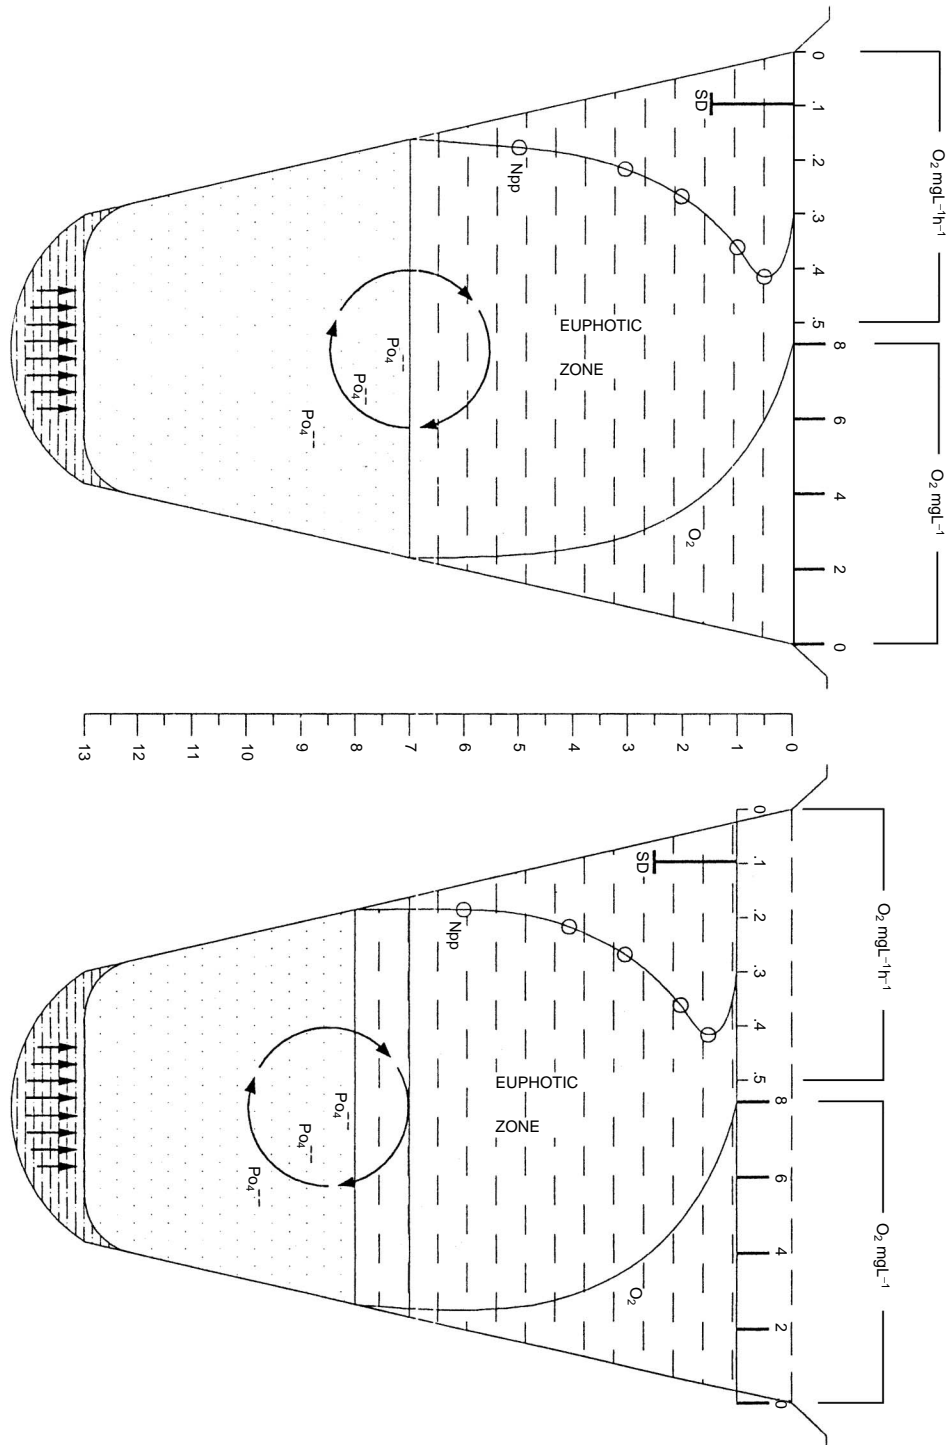 O₂ mgL⁻¹h⁻¹
O₂ mgL⁻¹
0
.1
.2
.3
.4
.5
8
6
4
2
0
SD
Npp
EUPHOTIC
ZONE
O₂
Po₄---
Po₄---
Po₄---
0
1
2
3
4
5
6
7
8
9
10
11
12
13
O₂ mgL⁻¹h⁻¹
O₂ mgL⁻¹
0
.1
.2
.3
.4
.5
8
6
4
2
0
SD
Npp
EUPHOTIC
ZONE
O₂
Po₄---
Po₄---
Po₄---